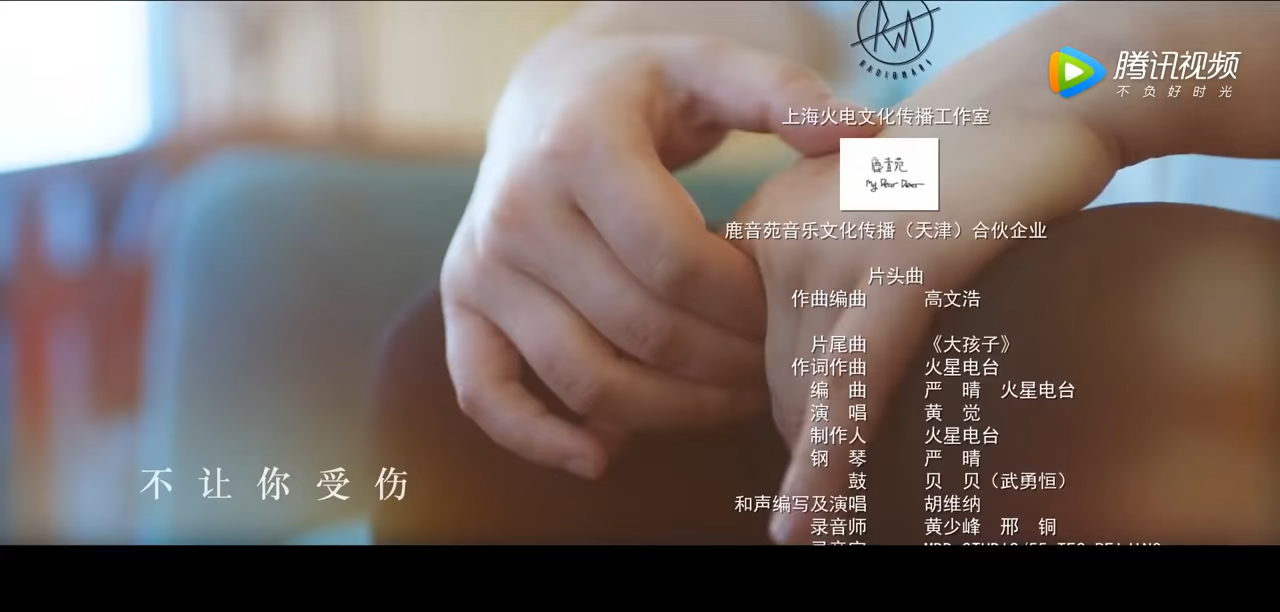 RADIOMARS
腾讯视频
不负好时光
上海火电文化传播工作室
鹿音苑
My Dear Deer
鹿音苑音乐文化传播（天津）合伙企业
片头曲
作曲编曲 高文浩
片尾曲 《大孩子》
作词作曲 火星电台
编 曲 严 晴 火星电台
演 唱 黄 觉
制作人 火星电台
钢 琴 严 晴
鼓 贝 贝（武勇恒）
和声编写及演唱 胡维纳
录音师 黄少峰 邢 铜
不让你受伤